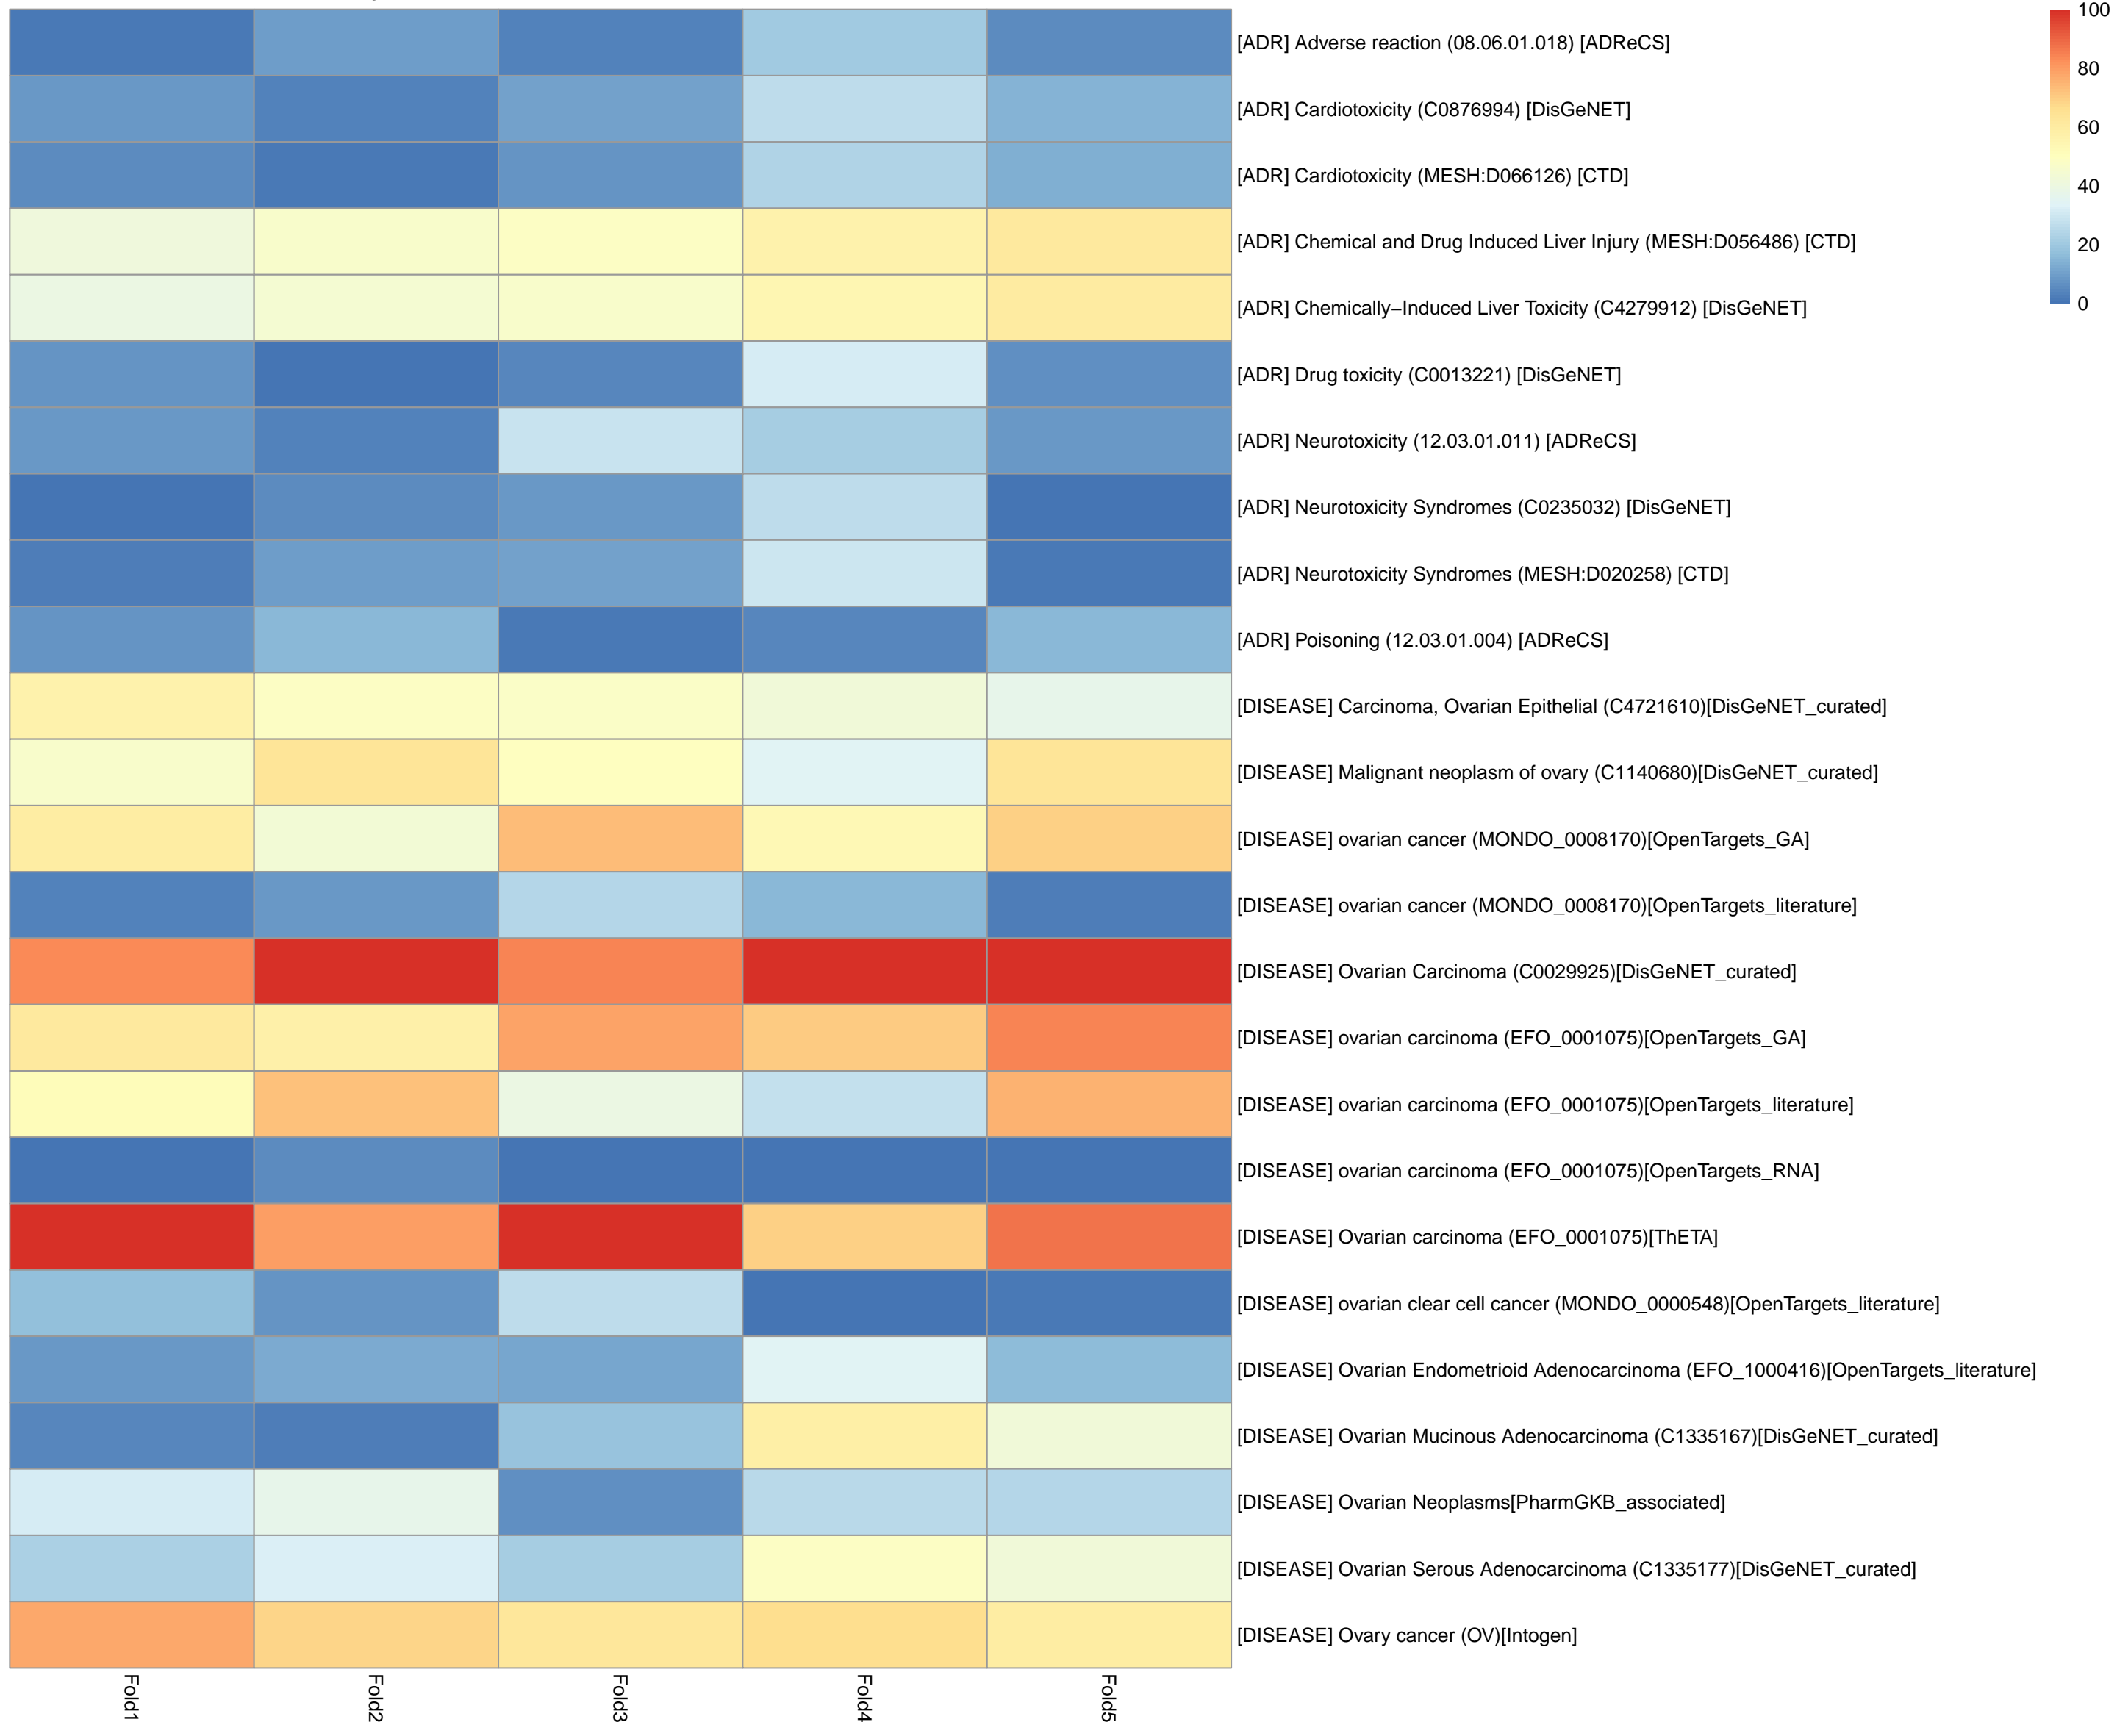 [ADR] Adverse reaction (08.06.01.018) [ADReCS]
[ADR] Cardiotoxicity (C0876994) [DisGeNET]
[ADR] Cardiotoxicity (MESH:D066126) [CTD]
[ADR] Chemical and Drug Induced Liver Injury (MESH:D056486) [CTD]
[ADR] Chemically−Induced Liver Toxicity (C4279912) [DisGeNET]
[ADR] Drug toxicity (C0013221) [DisGeNET]
[ADR] Neurotoxicity (12.03.01.011) [ADReCS]
[ADR] Neurotoxicity Syndromes (C0235032) [DisGeNET]
[ADR] Neurotoxicity Syndromes (MESH:D020258) [CTD]
[ADR] Poisoning (12.03.01.004) [ADReCS]
[DISEASE] Carcinoma, Ovarian Epithelial (C4721610)[DisGeNET_curated]
[DISEASE] Malignant neoplasm of ovary (C1140680)[DisGeNET_curated]
[DISEASE] ovarian cancer (MONDO_0008170)[OpenTargets_GA]
[DISEASE] ovarian cancer (MONDO_0008170)[OpenTargets_literature]
[DISEASE] Ovarian Carcinoma (C0029925)[DisGeNET_curated]
[DISEASE] ovarian carcinoma (EFO_0001075)[OpenTargets_GA]
[DISEASE] ovarian carcinoma (EFO_0001075)[OpenTargets_literature]
[DISEASE] ovarian carcinoma (EFO_0001075)[OpenTargets_RNA]
[DISEASE] Ovarian carcinoma (EFO_0001075)[ThETA]
[DISEASE] ovarian clear cell cancer (MONDO_0000548)[OpenTargets_literature]
[DISEASE] Ovarian Endometrioid Adenocarcinoma (EFO_1000416)[OpenTargets_literature]
[DISEASE] Ovarian Mucinous Adenocarcinoma (C1335167)[DisGeNET_curated]
[DISEASE] Ovarian Neoplasms[PharmGKB_associated]
[DISEASE] Ovarian Serous Adenocarcinoma (C1335177)[DisGeNET_curated]
[DISEASE] Ovary cancer (OV)[Intogen]
Fold1
Fold2
Fold3
Fold4
Fold5
100
80
60
40
20
0